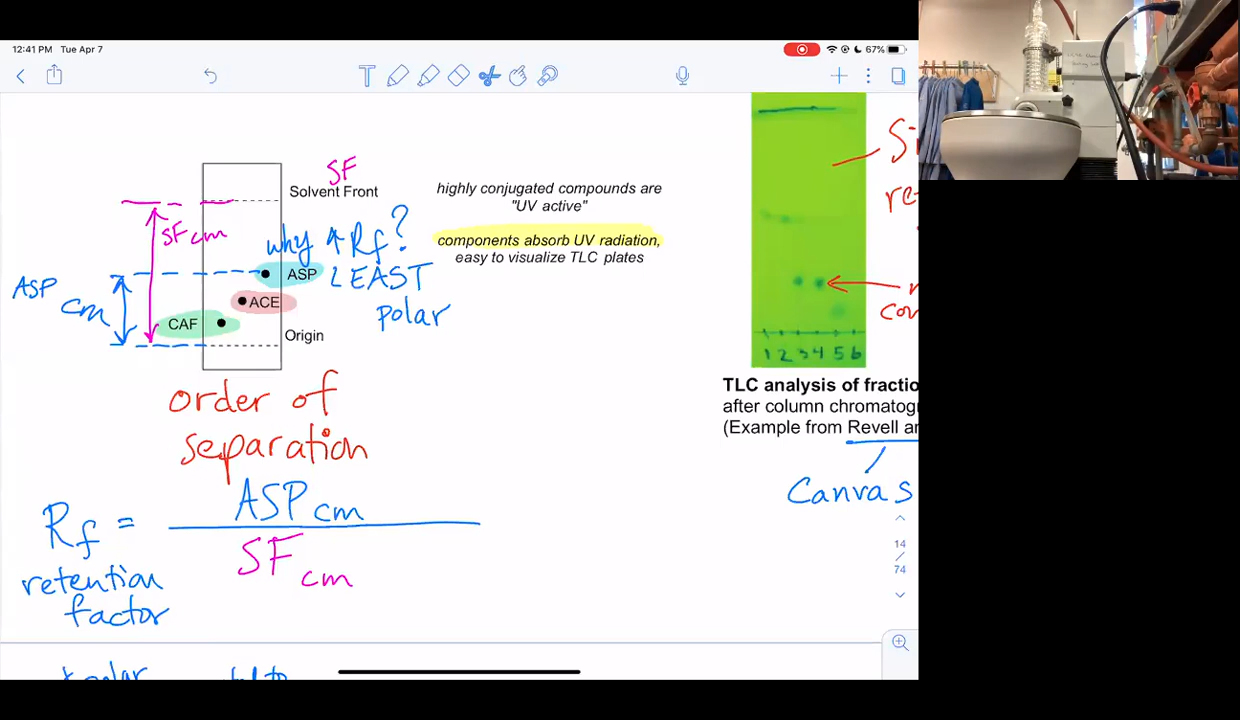 12:41 PM Tue Apr 7
67%
SF
Solvent Front
SF cm
why ↑ Rf?
ASP
LEAST
polar
ASP
cm
ACE
CAF
Origin
highly conjugated compounds are
"UV active"
components absorb UV radiation,
easy to visualize TLC plates
order of
separation
Rf = ASP cm
SF cm
retention
factor
Si
re
co
1 2 3 4 5 6
TLC analysis of fractio
after column chromatog
(Example from Revell a
Canvas
14
/
74